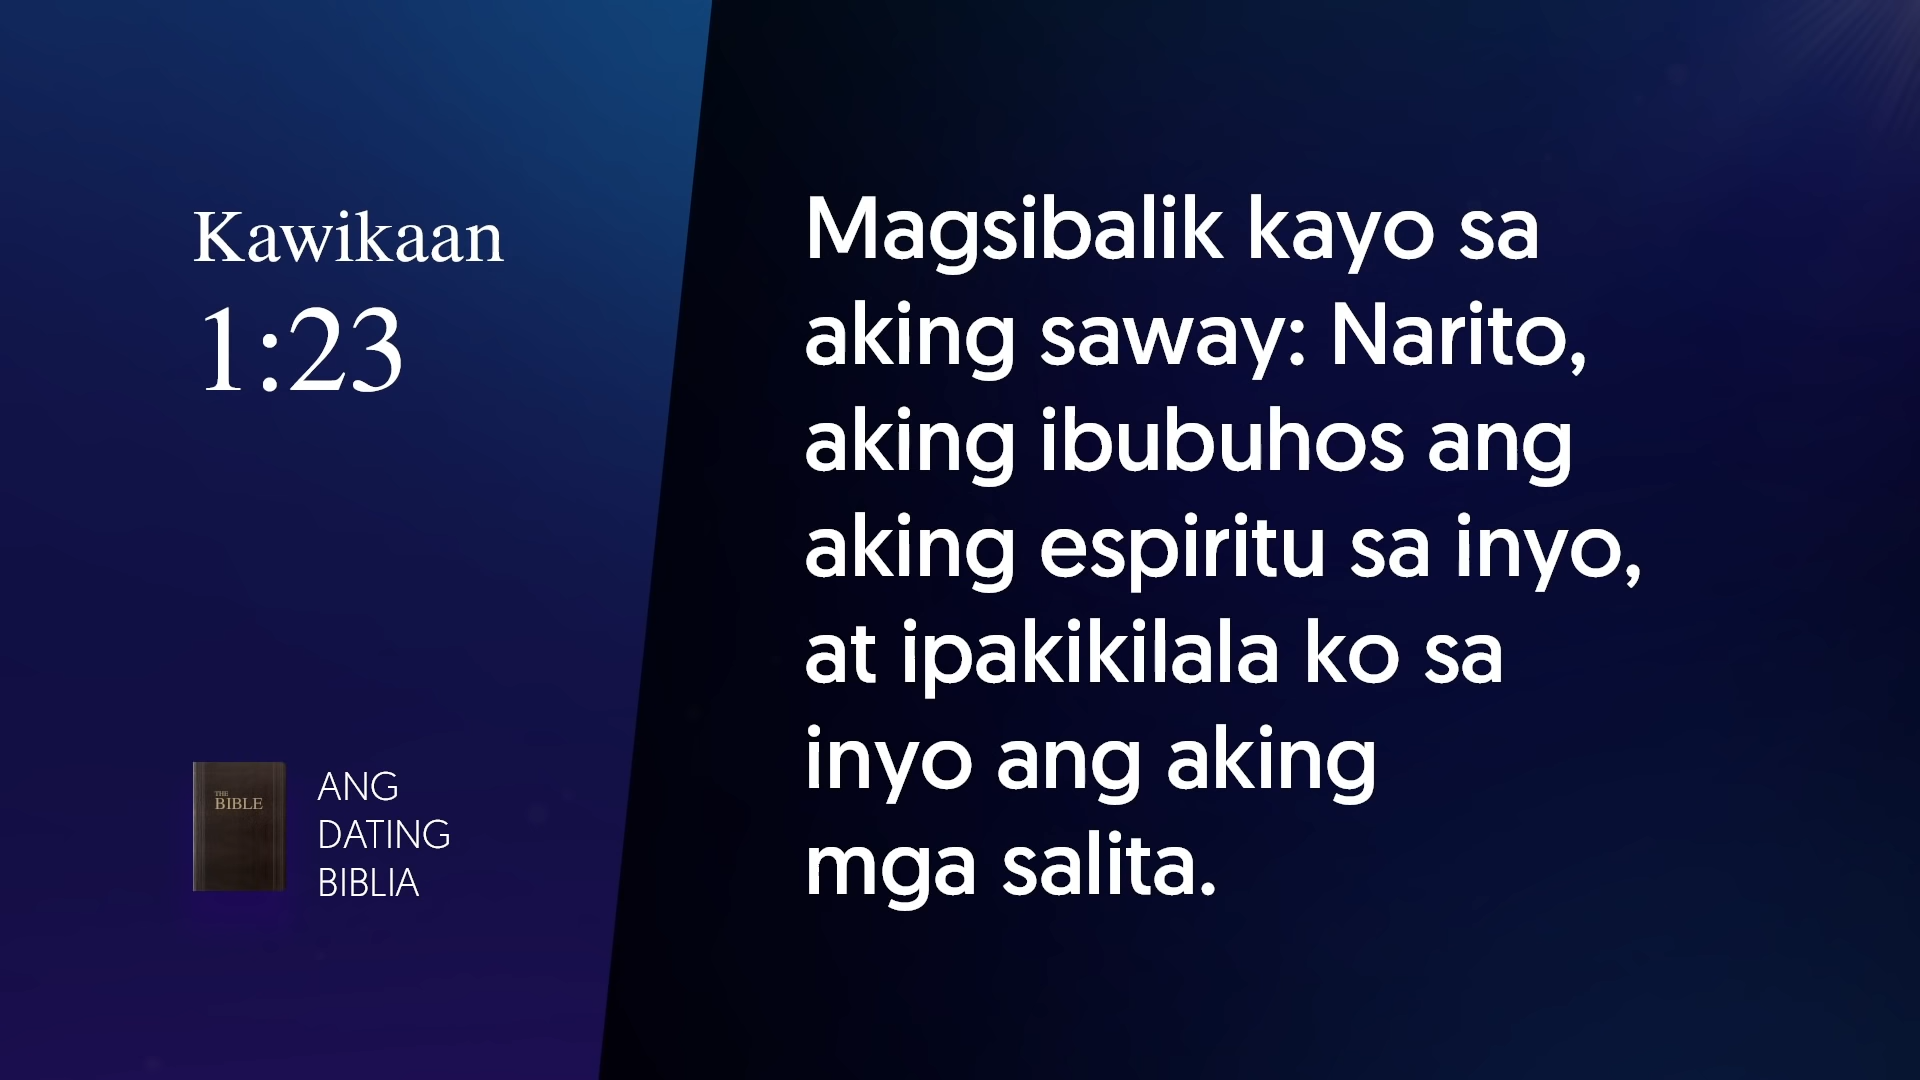 Kawikaan
1:23
THE
BIBLE
ANG
DATING
BIBLIA
Magsibalik kayo sa
aking saway: Narito,
aking ibubuhos ang
aking espiritu sa inyo,
at ipakikilala ko sa
inyo ang aking
mga salita.